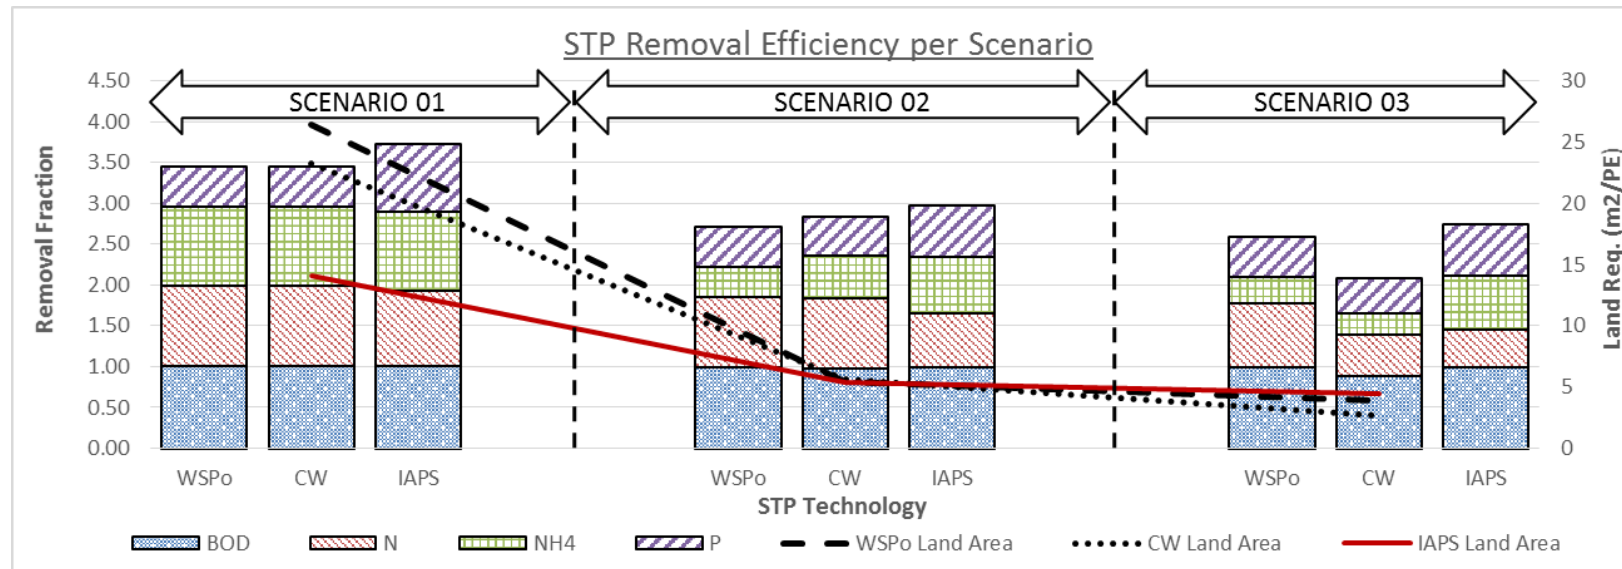 STP Removal Efficiency per Scenario
SCENARIO 01
SCENARIO 02
SCENARIO 03
Removal Fraction
4.50
4.00
3.50
3.00
2.50
2.00
1.50
1.00
0.50
0.00
30
25
20
15
10
5
0
Land Req. (m2/PE)
WSPo CW IAPS WSPo CW IAPS WSPo CW IAPS
STP Technology
BOD N NH4 P WSPo Land Area CW Land Area IAPS Land Area